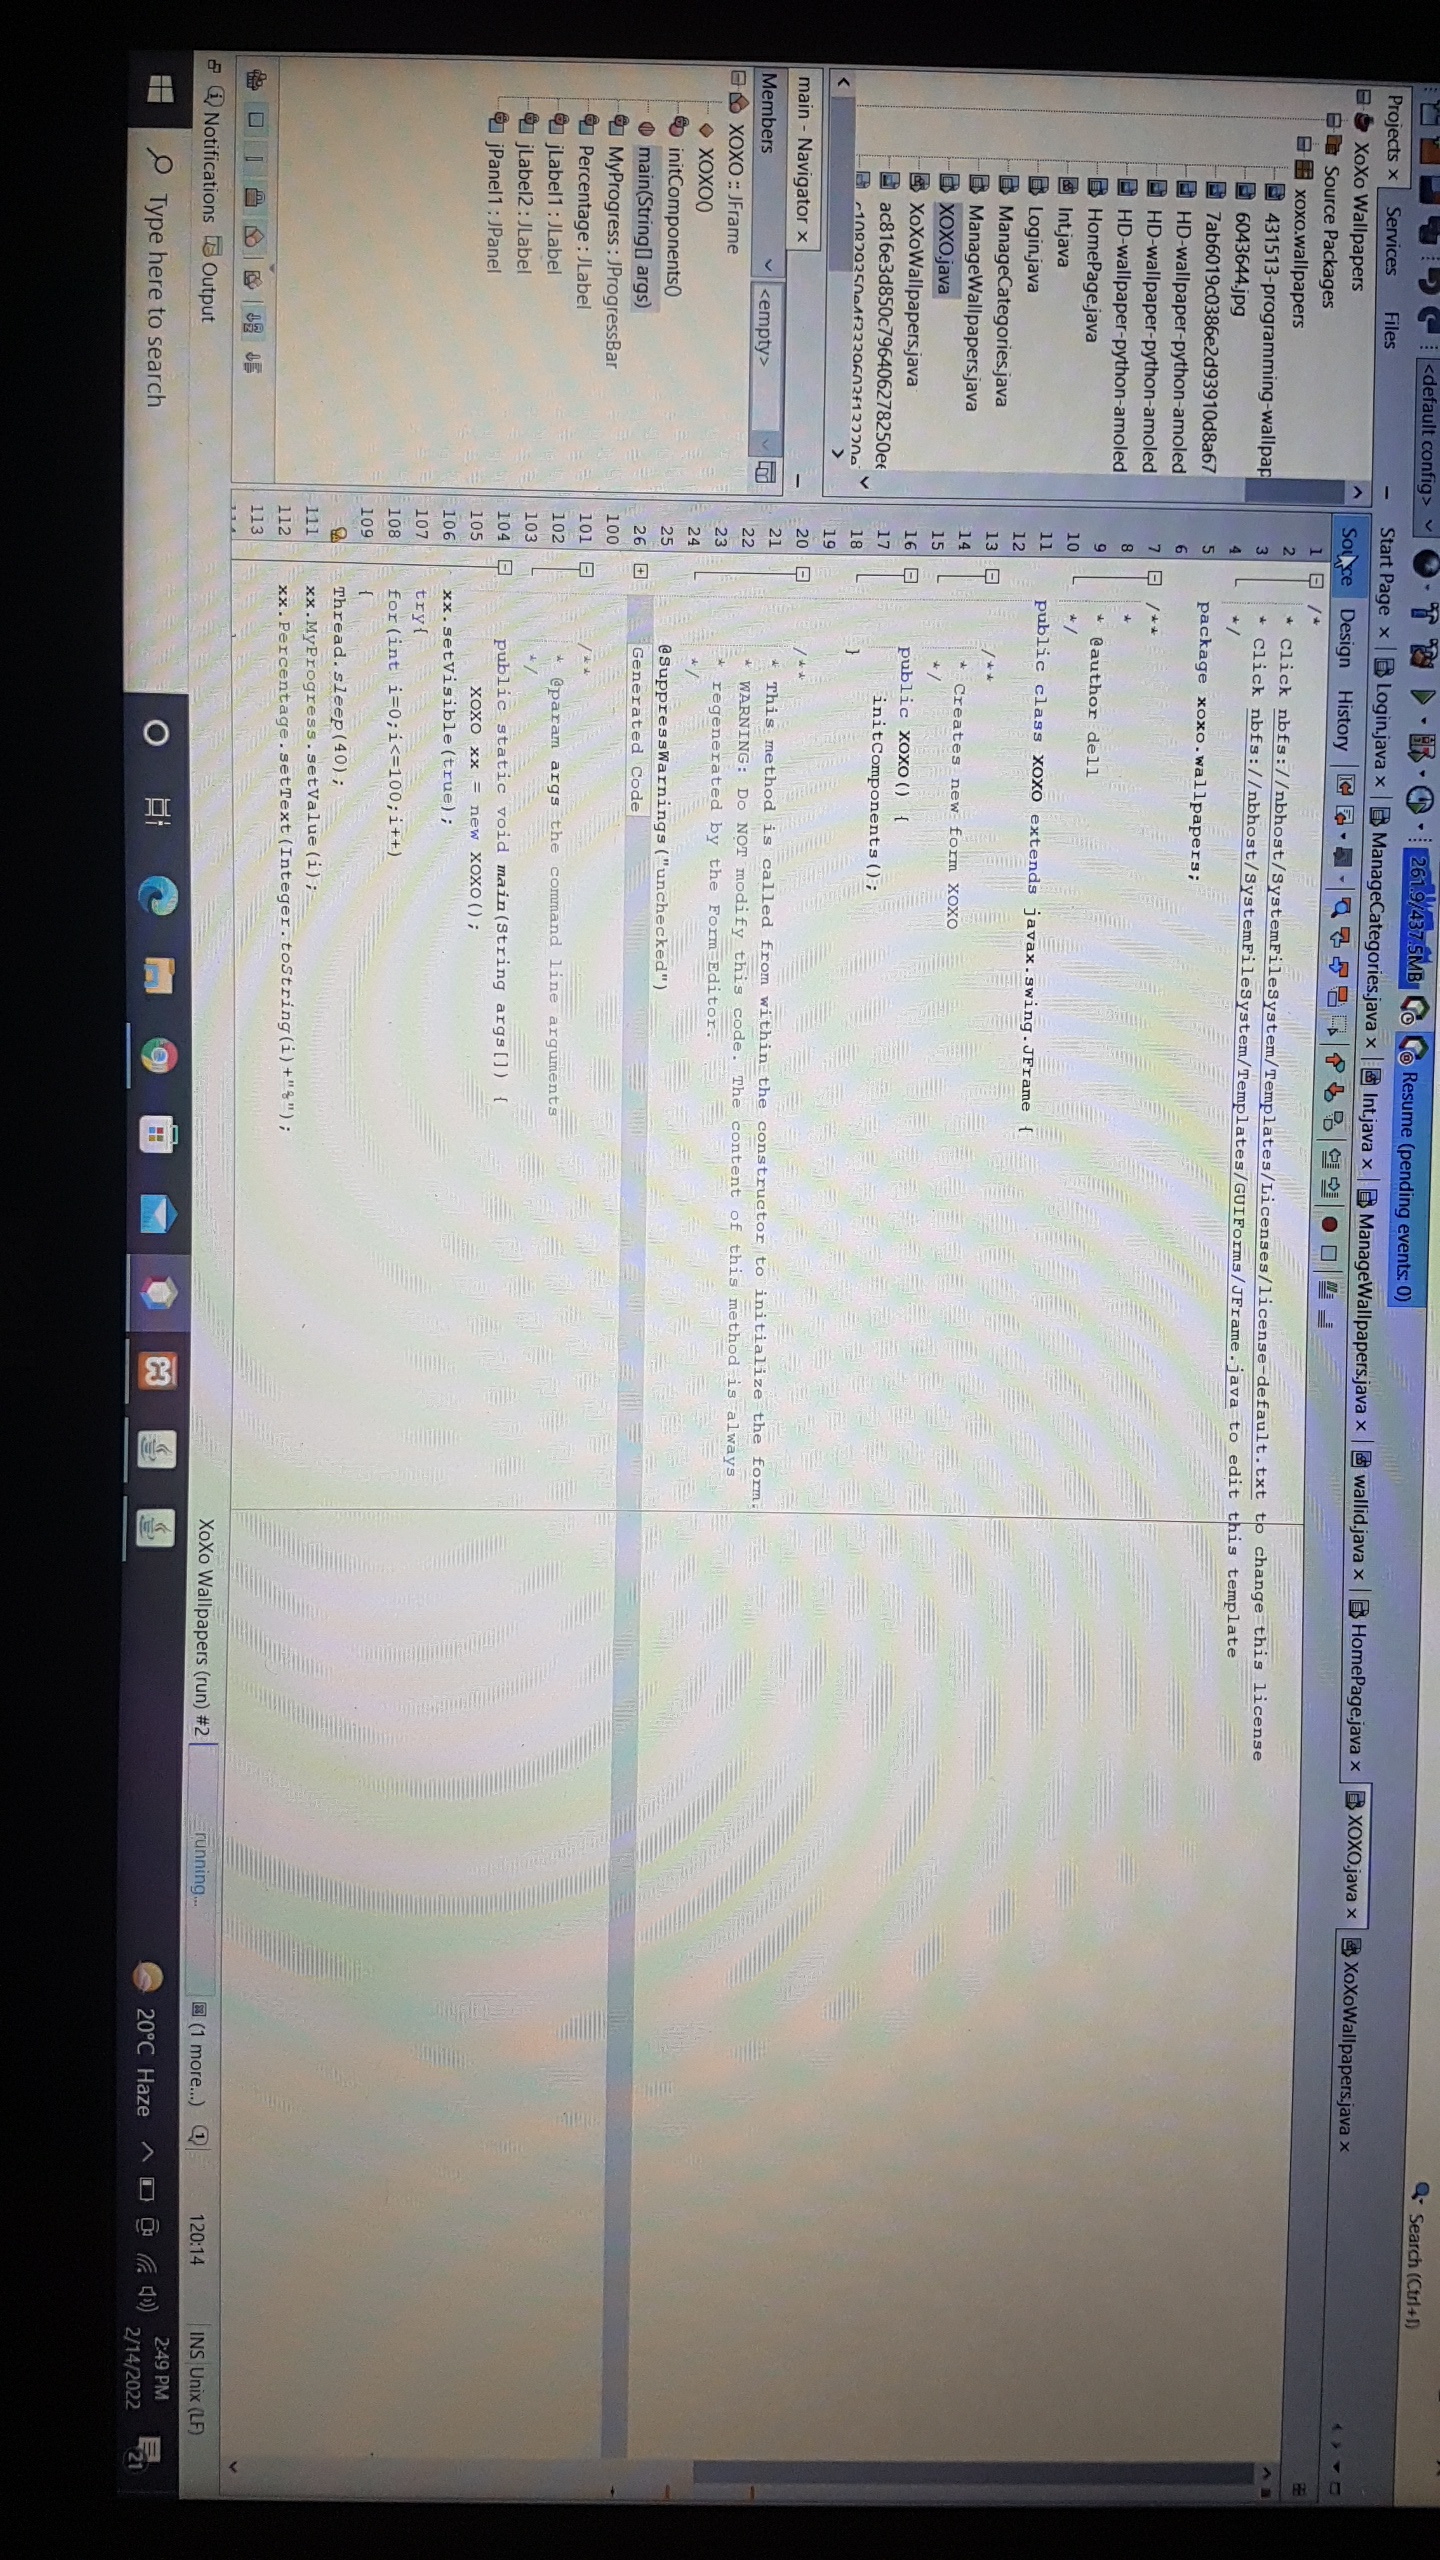 <default config>
261.9/437.5MB
Resume (pending events: 0)
Search (Ctrl+I)
Projects × Services Files
Start Page × Login.java × ManageCategories.java × Int.java × ManageWallpapers.java × wallid.java × HomePage.java × XOXO.java × XoXoWallpapers.java ×
Source Design History
XoXo Wallpapers
Source Packages
xoxo.wallpapers
431513-programming-wallpap
6043644.jpg
7ab6019c0386e2d93910d8a67
HD-wallpaper-python-amoled
HD-wallpaper-python-amoled
HD-wallpaper-python-amoled
HomePage.java
Int.java
Login.java
ManageCategories.java
ManageWallpapers.java
XOXO.java
XoXoWallpapers.java
ac816e3d850c796406278250ee
main - Navigator ×
Members <empty>
XOXO :: JFrame
XOXO()
initComponents()
main(String[] args)
MyProgress : JProgressBar
Percentage : JLabel
jLabel1 : JLabel
jLabel2 : JLabel
jPanel1 : JPanel
1 /*
2 * Click nbfs://nbhost/SystemFileSystem/Templates/Licenses/license-default.txt to change this license
3 * Click nbfs://nbhost/SystemFileSystem/Templates/GUIForms/JFrame.java to edit this template
4 */
5 package xoxo.wallpapers;
6
7 /**
8 *
9 * @author dell
10 */
11 public class XOXO extends javax.swing.JFrame {
12
13 /**
14 * Creates new form XOXO
15 */
16 public XOXO() {
17 initComponents();
18 }
19
20 /**
21 * This method is called from within the constructor to initialize the form.
22 * WARNING: Do NOT modify this code. The content of this method is always
23 * regenerated by the Form Editor.
24 */
25 @SuppressWarnings("unchecked")
26 Generated Code
100
101 /**
102 * @param args the command line arguments
103 */
104 public static void main(String args[]) {
105 XOXO xx = new XOXO();
106 xx.setVisible(true);
107 try{
108 for(int i=0;i<=100;i++)
109 {
Thread.sleep(40);
111 xx.MyProgress.setValue(i);
112 xx.Percentage.setText(Integer.toString(i)+"%");
113
Notifications Output
XoXo Wallpapers (run) #2 running... (1 more...) 120:14 INS Unix (LF)
Type here to search
20°C Haze
2:49 PM
2/14/2022
21